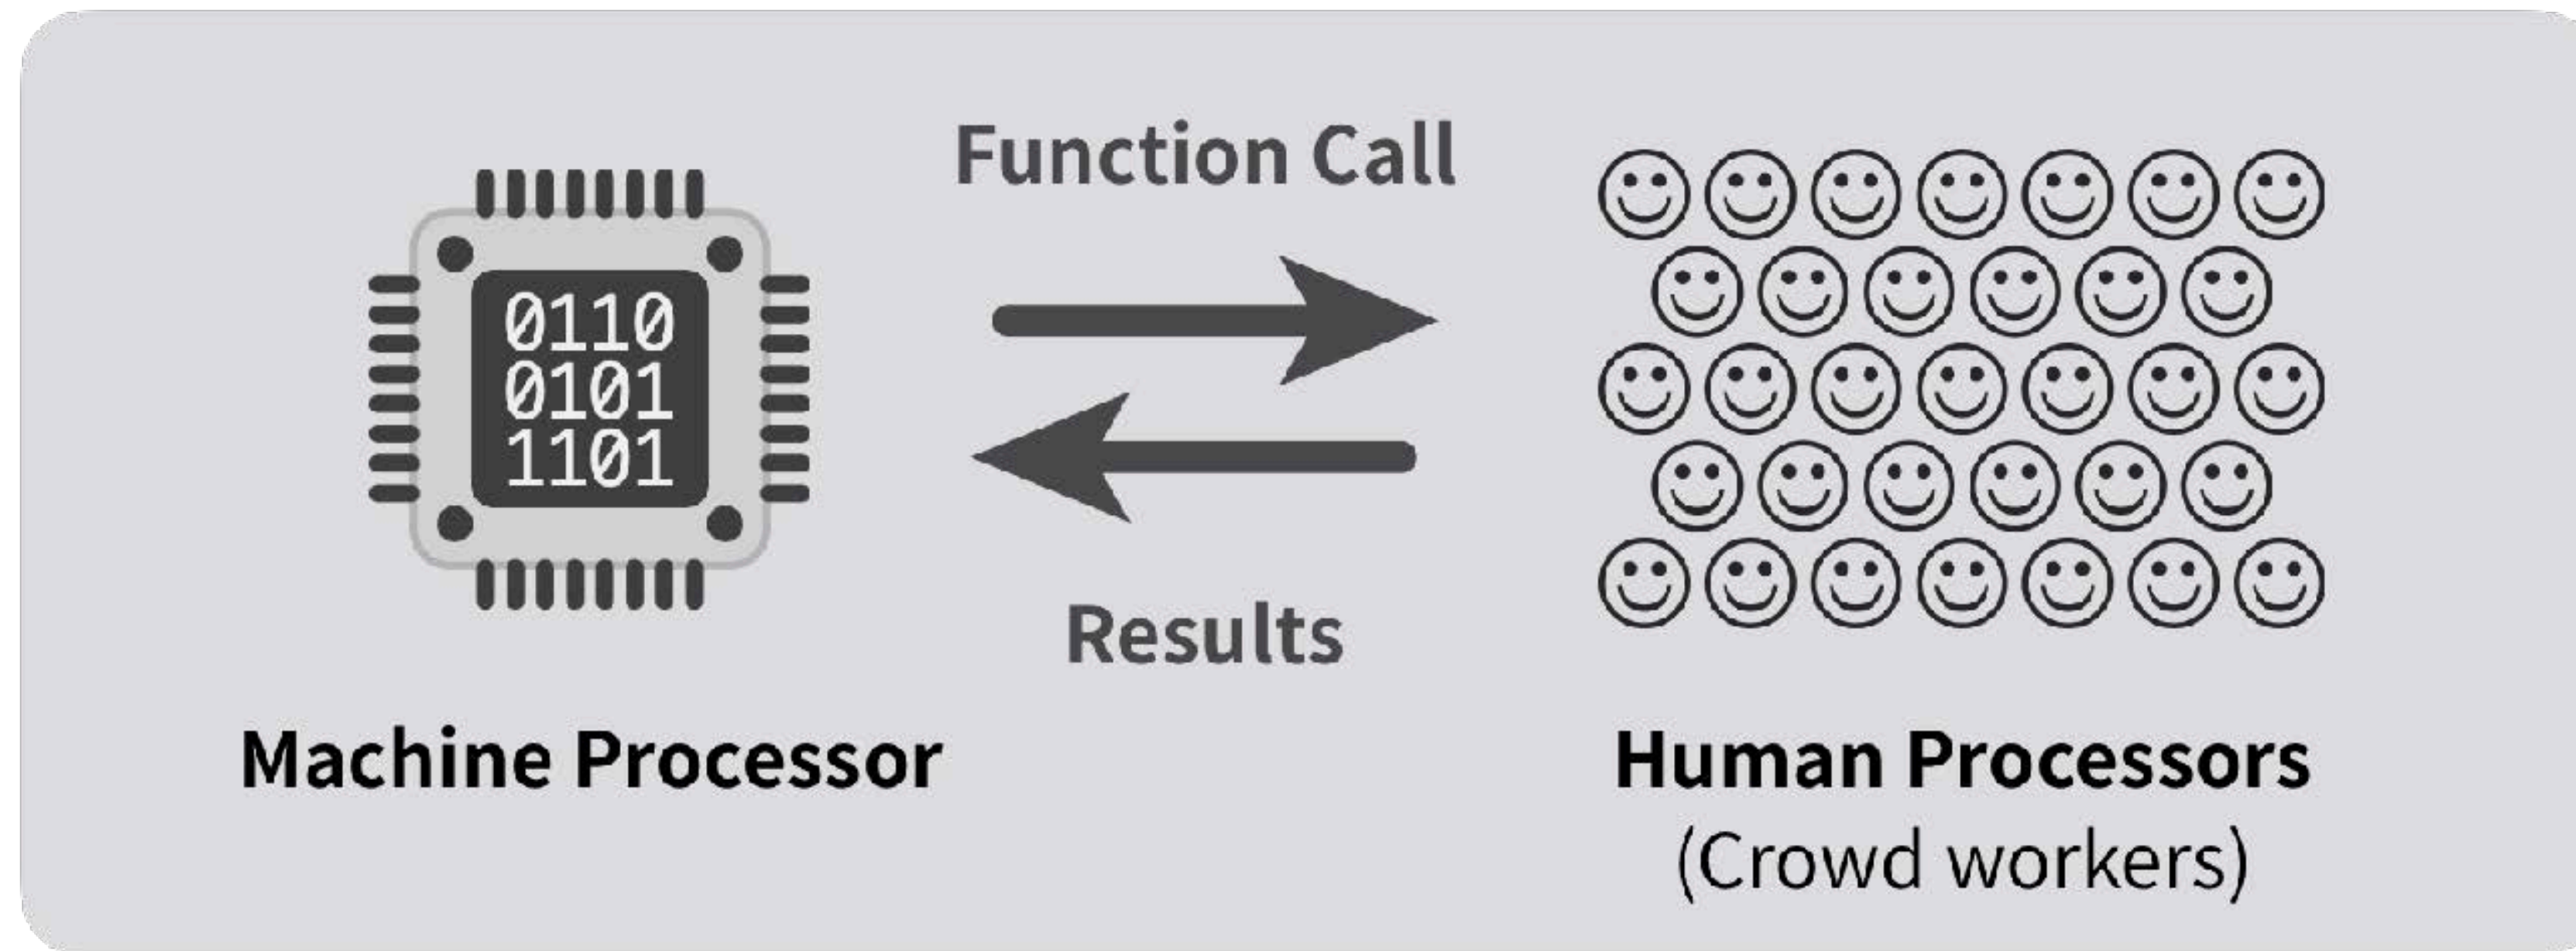 Function Call
0110
0101
1101
Results
Machine Processor
Human Processors
(Crowd workers)